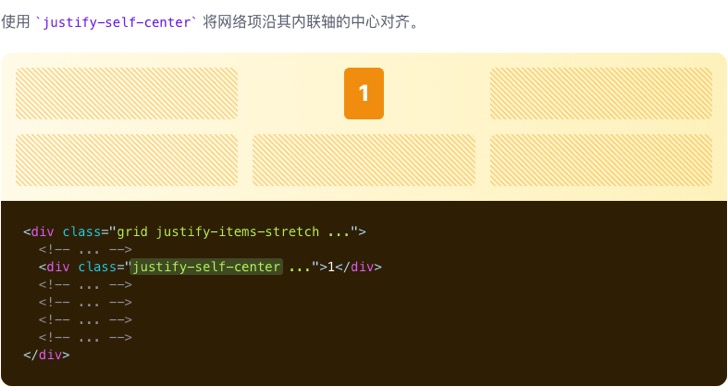 使用 `justify-self-center` 将网络项沿其内联轴的中心对齐。
1
<div class="grid justify-items-stretch ...">
  <!-- ... -->
  <div class="justify-self-center ...">1</div>
  <!-- ... -->
  <!-- ... -->
  <!-- ... -->
  <!-- ... -->
</div>